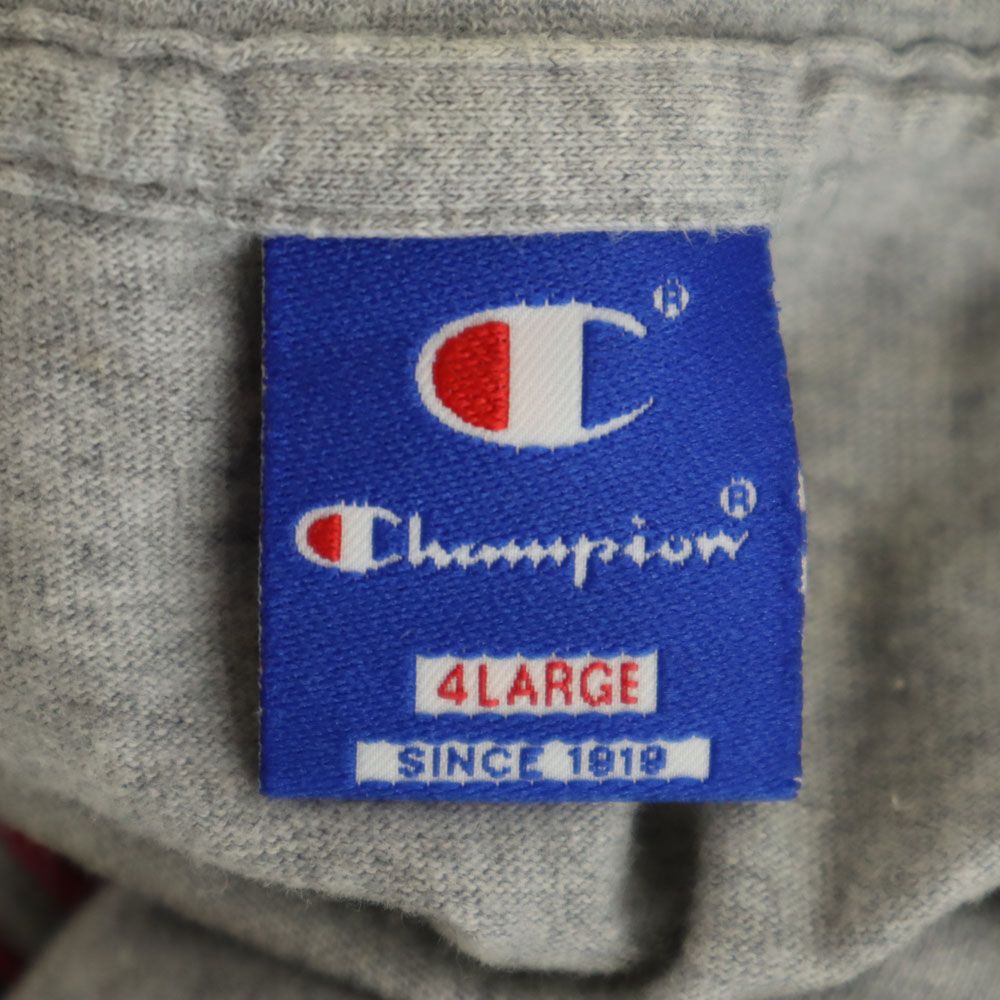 C®
Champion®
4LARGE
SINCE 1919